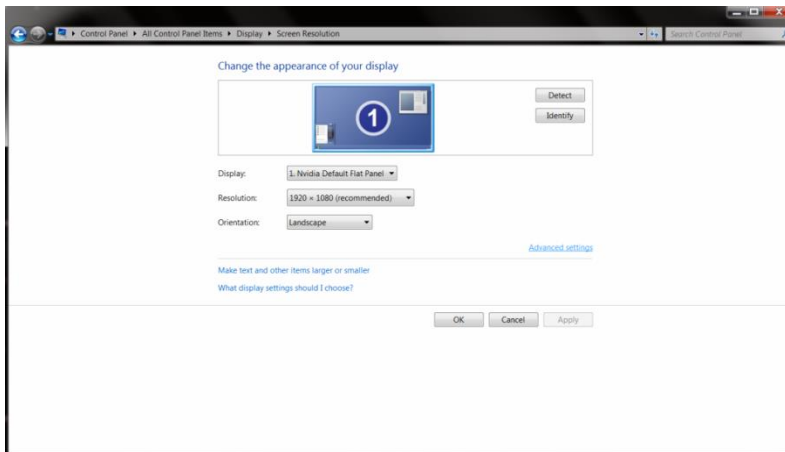 Control Panel ▸ All Control Panel Items ▸ Display ▸ Screen Resolution
Search Control Panel
Change the appearance of your display
1
Detect
Identify
Display: 1. Nvidia Default Flat Panel
Resolution: 1920 × 1080 (recommended)
Orientation: Landscape
Advanced settings
Make text and other items larger or smaller
What display settings should I choose?
OK Cancel Apply